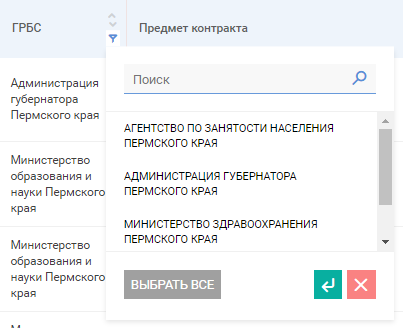 ГРБС
Предмет контракта
Администрация
губернатора
Пермского края
Министерство
образования и
науки Пермского
края
Министерство
образования и
науки Пермского
края
Поиск
АГЕНТСТВО ПО ЗАНЯТОСТИ НАСЕЛЕНИЯ
ПЕРМСКОГО КРАЯ
АДМИНИСТРАЦИЯ ГУБЕРНАТОРА
ПЕРМСКОГО КРАЯ
МИНИСТЕРСТВО ЗДРАВООХРАНЕНИЯ
ПЕРМСКОГО КРАЯ
ВЫБРАТЬ ВСЕ